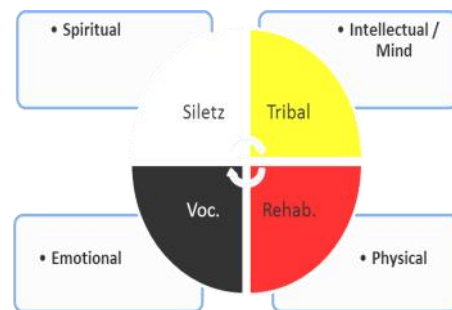 • Spiritual
• Intellectual /
Mind
Siletz
Tribal
Voc.
Rehab.
• Emotional
• Physical